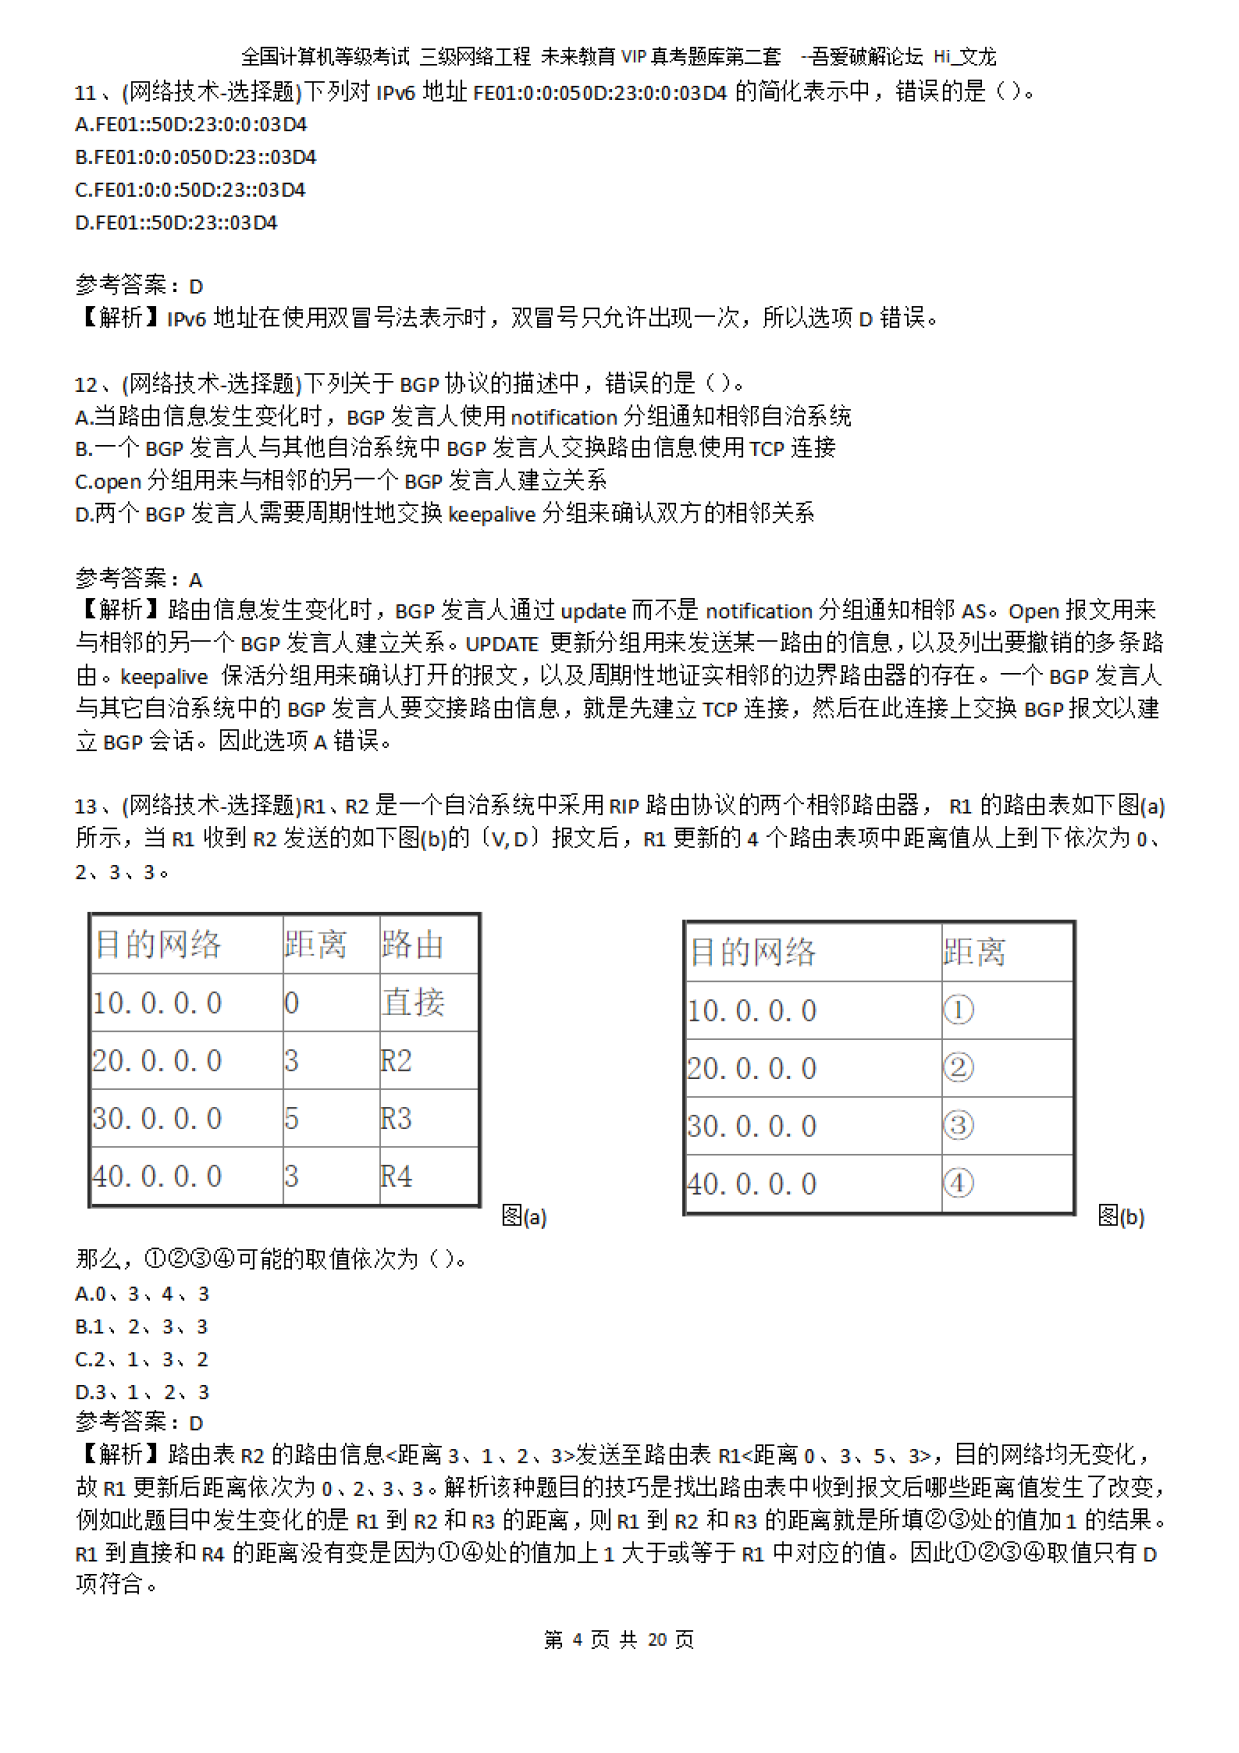 全国计算机等级考试 三级网络工程 未来教育 VIP 真考题库第二套 --吾爱破解论坛 Hi_文龙
11、(网络技术-选择题)下列对 IPv6 地址 FE01:0:0:050D:23:0:0:03D4 的简化表示中，错误的是（）。
A.FE01::50D:23:0:0:03D4
B.FE01:0:0:050D:23::03D4
C.FE01:0:0:50D:23::03D4
D.FE01::50D:23::03D4
参考答案：D
【解析】IPv6 地址在使用双冒号法表示时，双冒号只允许出现一次，所以选项 D 错误。
12、(网络技术-选择题)下列关于 BGP 协议的描述中，错误的是（）。
A.当路由信息发生变化时，BGP 发言人使用 notification 分组通知相邻自治系统
B.一个 BGP 发言人与其他自治系统中 BGP 发言人交换路由信息使用 TCP 连接
C.open 分组用来与相邻的另一个 BGP 发言人建立关系
D.两个 BGP 发言人需要周期性地交换 keepalive 分组来确认双方的相邻关系
参考答案：A
【解析】路由信息发生变化时，BGP 发言人通过 update 而不是 notification 分组通知相邻 AS。Open 报文用来
与相邻的另一个 BGP 发言人建立关系。UPDATE 更新分组用来发送某一路由的信息，以及列出要撤销的多条路
由。keepalive 保活分组用来确认打开的报文，以及周期性地证实相邻的边界路由器的存在。一个 BGP 发言人
与其它自治系统中的 BGP 发言人要交接路由信息，就是先建立 TCP 连接，然后在此连接上交换 BGP 报文以建
立 BGP 会话。因此选项 A 错误。
13、(网络技术-选择题)R1、R2 是一个自治系统中采用 RIP 路由协议的两个相邻路由器， R1 的路由表如下图(a)
所示，当 R1 收到 R2 发送的如下图(b)的〔V, D〕报文后，R1 更新的 4 个路由表项中距离值从上到下依次为 0、
2、3、3。
目的网络 距离 路由
10.0.0.0 0 直接
20.0.0.0 3 R2
30.0.0.0 5 R3
40.0.0.0 3 R4
图(a)
目的网络 距离
10.0.0.0 ①
20.0.0.0 ②
30.0.0.0 ③
40.0.0.0 ④
图(b)
那么，①②③④可能的取值依次为（）。
A.0、3、4、3
B.1、2、3、3
C.2、1、3、2
D.3、1、2、3
参考答案：D
【解析】路由表 R2 的路由信息<距离 3、1、2、3>发送至路由表 R1<距离 0、3、5、3>，目的网络均无变化，
故 R1 更新后距离依次为 0、2、3、3。解析该种题目的技巧是找出路由表中收到报文后哪些距离值发生了改变，
例如此题目中发生变化的是 R1 到 R2 和 R3 的距离，则 R1 到 R2 和 R3 的距离就是所填②③处的值加 1 的结果。
R1 到直接和 R4 的距离没有变是因为①④处的值加上 1 大于或等于 R1 中对应的值。因此①②③④取值只有 D
项符合。
第 4 页 共 20 页